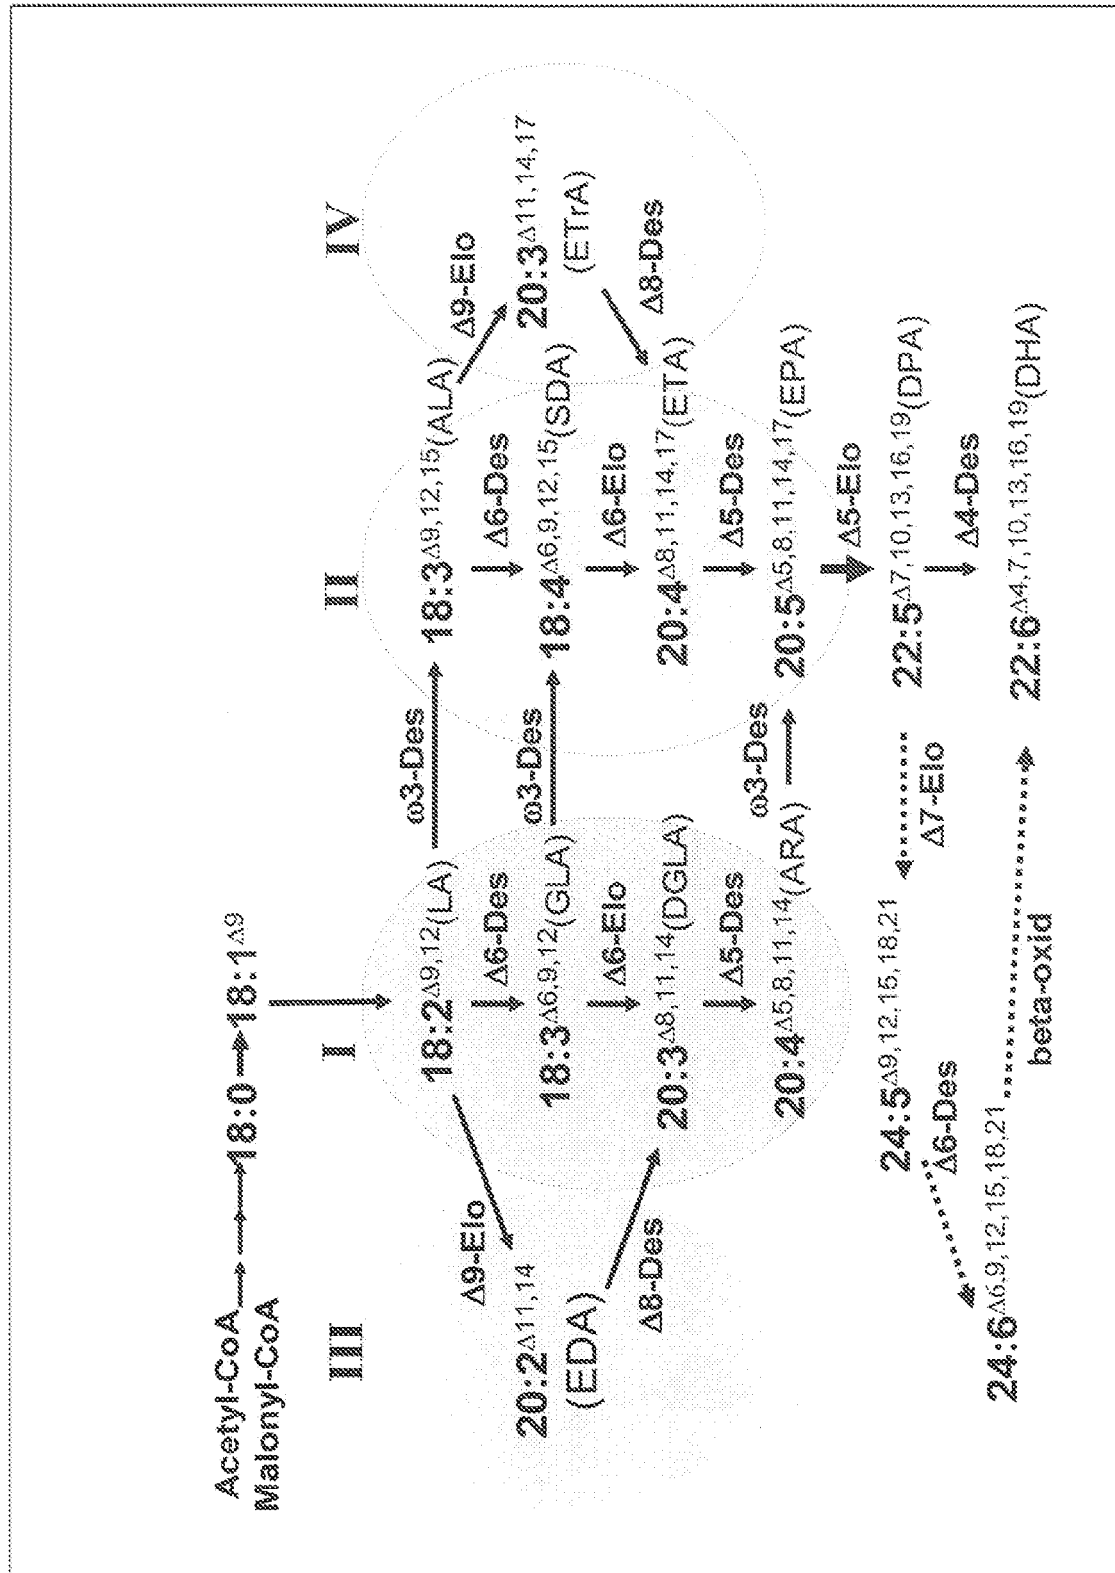 Acetyl-CoA
Malonyl-CoA
18:0
18:1Δ9
III
I
II
IV
18:2Δ9,12(LA)
ω3-Des
18:3Δ9,12,15(ALA)
Δ9-Elo
Δ6-Des
Δ6-Des
Δ9-Elo
20:2Δ11,14
(EDA)
18:3Δ6,9,12(GLA)
ω3-Des
18:4Δ6,9,12,15(SDA)
20:3Δ11,14,17
(ETrA)
Δ8-Des
Δ6-Elo
Δ6-Elo
Δ8-Des
20:3Δ8,11,14(DGLA)
20:4Δ8,11,14,17(ETA)
Δ5-Des
ω3-Des
Δ5-Des
20:4Δ5,8,11,14(ARA)
20:5Δ5,8,11,14,17(EPA)
Δ5-Elo
24:5Δ9,12,15,18,21
Δ7-Elo
22:5Δ7,10,13,16,19(DPA)
Δ6-Des
Δ4-Des
24:6Δ6,9,12,15,18,21
beta-oxid
22:6Δ4,7,10,13,16,19(DHA)